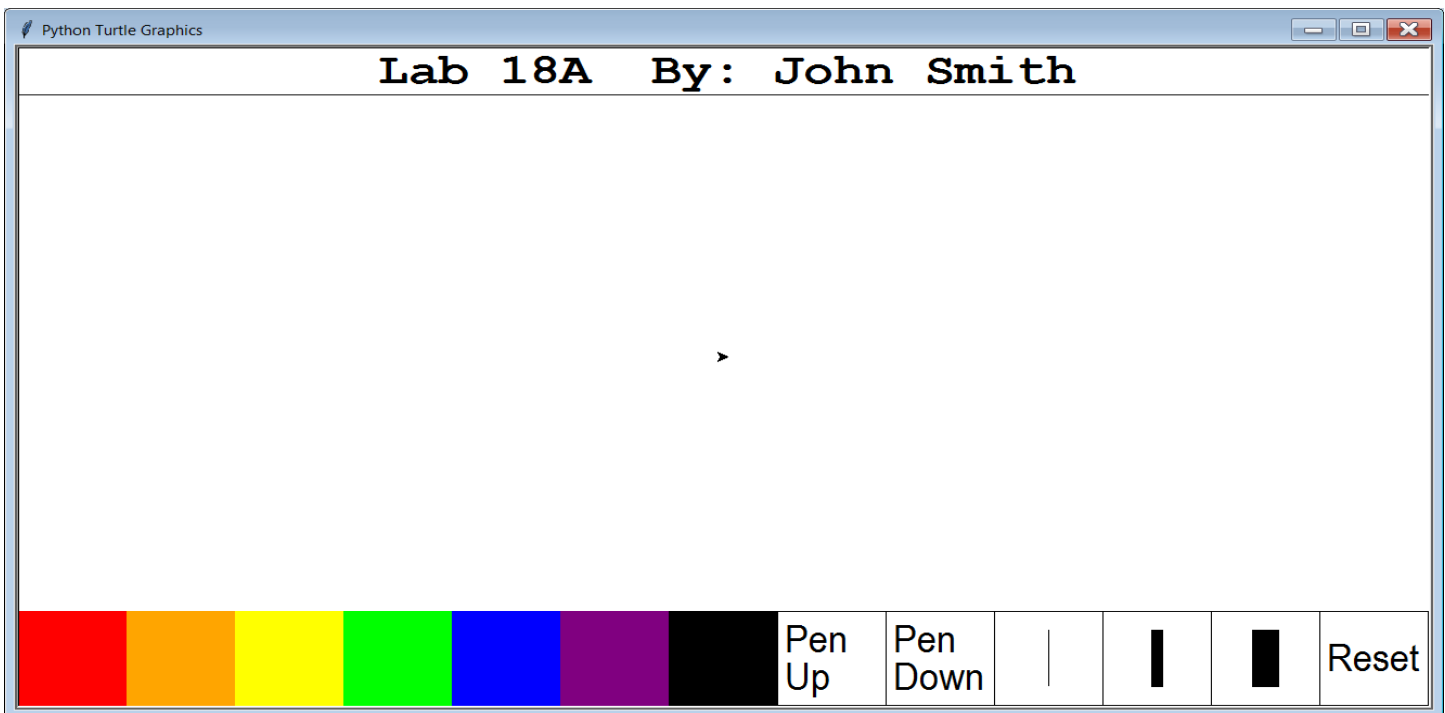 Python Turtle Graphics
Lab 18A  By: John Smith
Pen
Up
Pen
Down
Reset